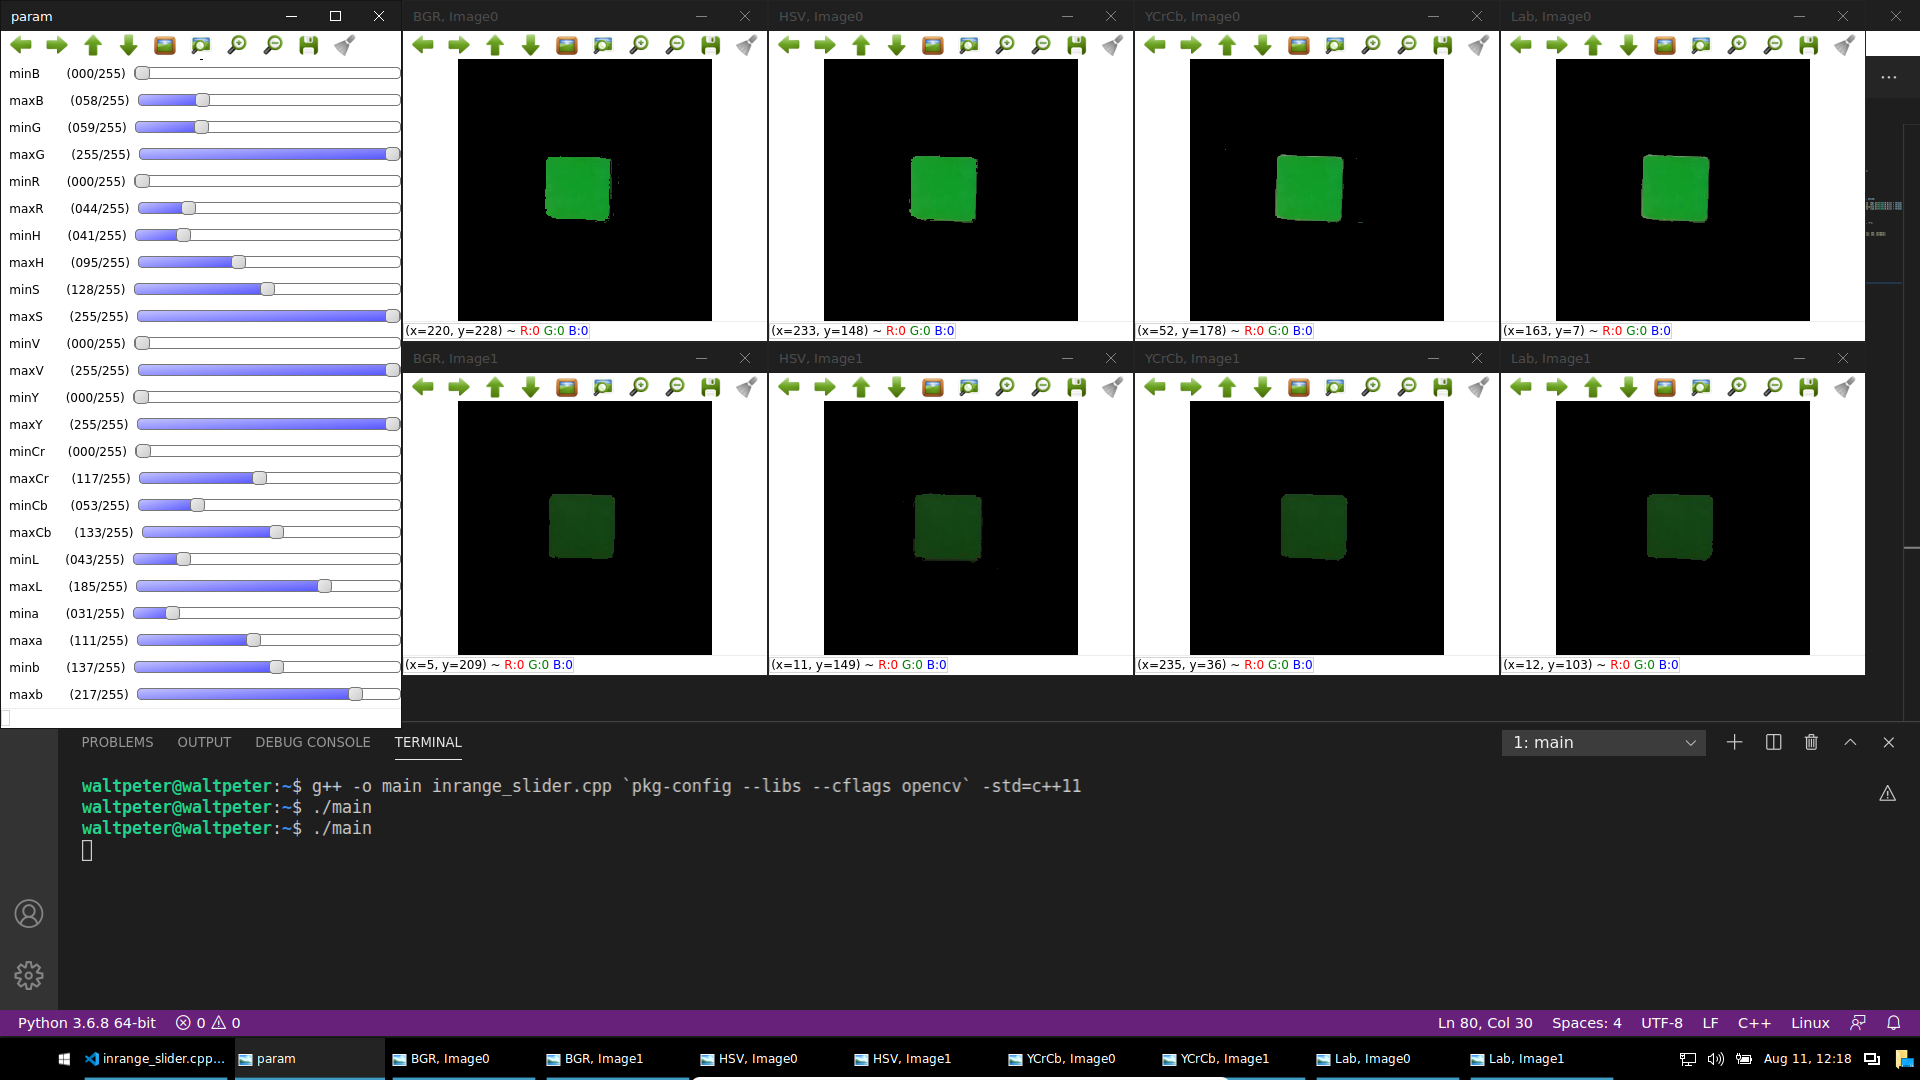 param
minB (000/255)
maxB (058/255)
minG (059/255)
maxG (255/255)
minR (000/255)
maxR (044/255)
minH (041/255)
maxH (095/255)
minS (128/255)
maxS (255/255)
minV (000/255)
maxV (255/255)
minY (000/255)
maxY (255/255)
minCr (000/255)
maxCr (117/255)
minCb (053/255)
maxCb (133/255)
minL (043/255)
maxL (185/255)
mina (031/255)
maxa (111/255)
minb (137/255)
maxb (217/255)
BGR, Image0
(x=220, y=228) ~ R:0 G:0 B:0
HSV, Image0
(x=233, y=148) ~ R:0 G:0 B:0
YCrCb, Image0
(x=52, y=178) ~ R:0 G:0 B:0
Lab, Image0
(x=163, y=7) ~ R:0 G:0 B:0
BGR, Image1
(x=5, y=209) ~ R:0 G:0 B:0
HSV, Image1
(x=11, y=149) ~ R:0 G:0 B:0
YCrCb, Image1
(x=235, y=36) ~ R:0 G:0 B:0
Lab, Image1
(x=12, y=103) ~ R:0 G:0 B:0
PROBLEMS OUTPUT DEBUG CONSOLE TERMINAL 1: main
waltpeter@waltpeter:~$ g++ -o main inrange_slider.cpp `pkg-config --libs --cflags opencv` -std=c++11
waltpeter@waltpeter:~$ ./main
waltpeter@waltpeter:~$ ./main
Python 3.6.8 64-bit 0 0 Ln 80, Col 30 Spaces: 4 UTF-8 LF C++ Linux
inrange_slider.cpp... param BGR, Image0 BGR, Image1 HSV, Image0 HSV, Image1 YCrCb, Image0 YCrCb, Image1 Lab, Image0 Lab, Image1 Aug 11, 12:18